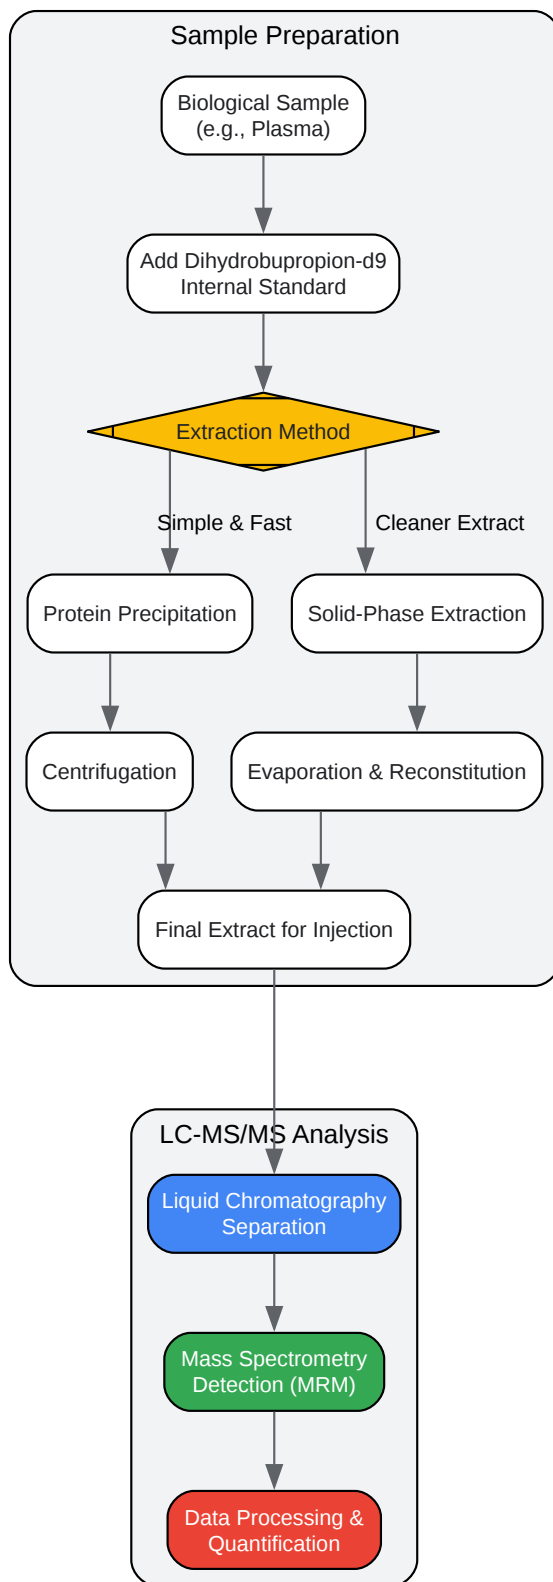 Sample Preparation
Biological Sample
(e.g., Plasma)
Add Dihydrobupropion-d9
Internal Standard
Extraction Method
Simple & Fast
Cleaner Extract
Protein Precipitation
Solid-Phase Extraction
Centrifugation
Evaporation & Reconstitution
Final Extract for Injection
LC-MS/MS Analysis
Liquid Chromatography
Separation
Mass Spectrometry
Detection (MRM)
Data Processing &
Quantification